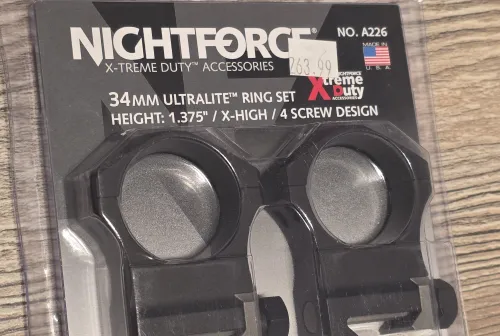 NIGHTFORCE® NO. A226
X-TREME DUTY™ ACCESSORIES
MADE IN
U.S.A.
263.99
34MM ULTRALITE™ RING SET
HEIGHT: 1.375" / X-HIGH / 4 SCREW DESIGN
NIGHTFORCE
Xtreme
Duty
ACCESSORIES